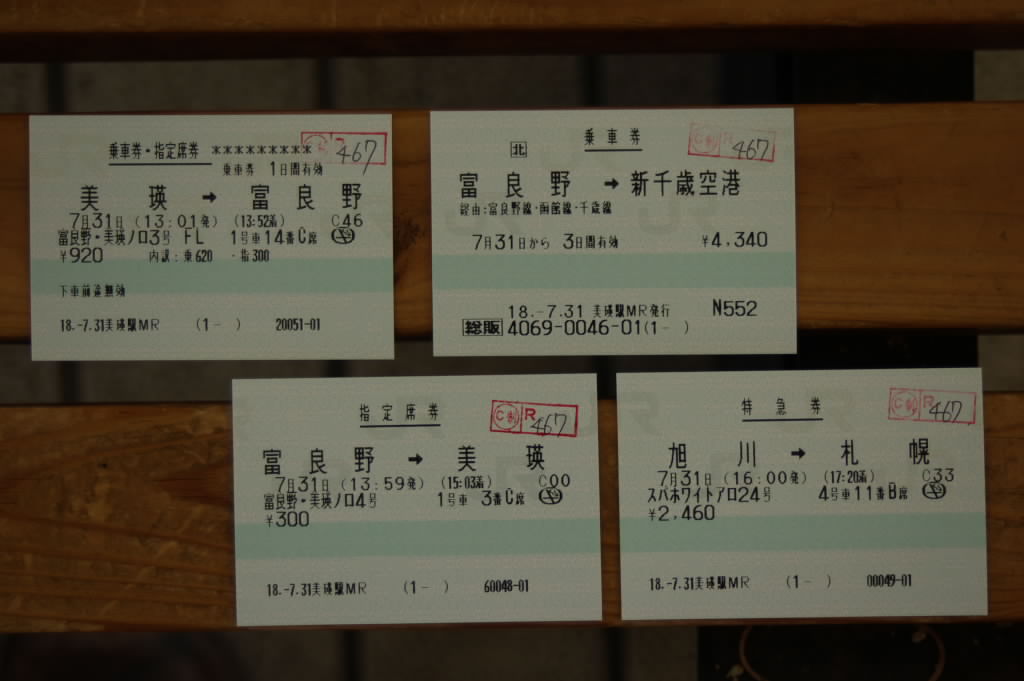 乗車券・指定席券 *********
R 467
乗車券 1日間有効
美瑛 → 富良野
7月31日 (13:01発) (13:52着) C46
富良野・美瑛ノロ3号 FL 1号車 14番C席
¥920 内訳:乗620 ・指300
下車前途無効
18.-7.31美瑛駅MR (1- ) 20051-01
乗車券
C制 R 467
北
富良野 → 新千歳空港
経由:富良野線・函館線・千歳線
7月31日から 3日間有効 ¥4,340
18.-7.31 美瑛駅MR発行 N552
総販 4069-0046-01(1- )
指定席券
C制 R 467
富良野 → 美瑛
7月31日 (13:59発) (15:03着) C00
富良野・美瑛ノロ4号 1号車 3番C席
¥300
18.-7.31美瑛駅MR (1- ) 60048-01
特急券
C制 R 467
旭川 → 札幌
7月31日 (16:00発) (17:20着) C33
スパホワイトアロ24号 4号車11番B席
¥2,460
18.-7.31美瑛駅MR (1- ) 00049-01